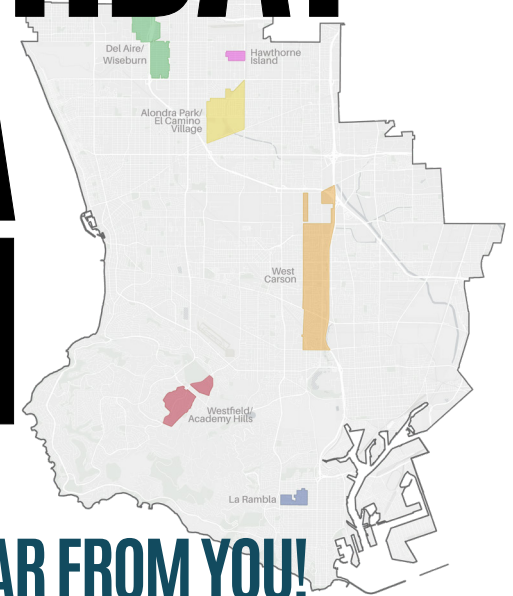 Del Aire/
Wiseburn
Hawthorne
Island
Alondra Park/
El Camino
Village
West
Carson
Westfield/
Academy Hills
La Rambla
FROM YOU!